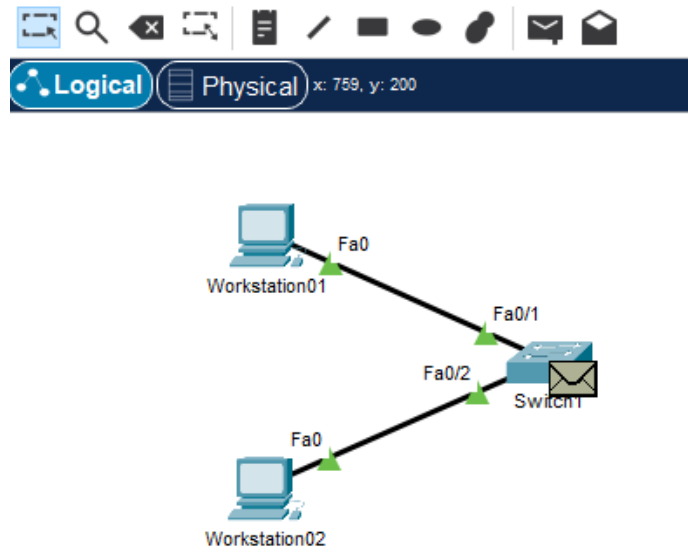 Logical Physical x: 759, y: 200
Fa0
Workstation01
Fa0/1
Fa0/2
Switch1
Fa0
Workstation02